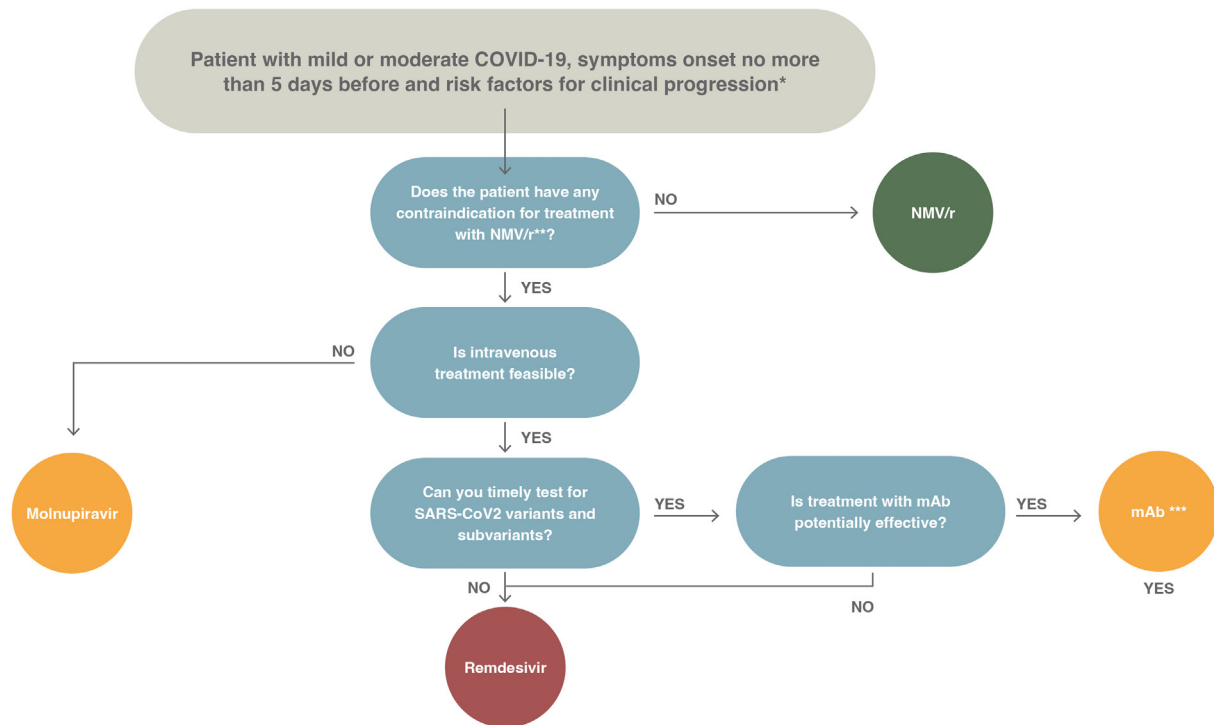 Patient with mild or moderate COVID-19, symptoms onset no more
than 5 days before and risk factors for clinical progression*
Does the patient have any
contraindication for treatment
with NMV/r**?
NO
NMV/r
YES
Is intravenous
treatment feasible?
NO
YES
Molnupiravir
Can you timely test for
SARS-CoV2 variants and
subvariants?
YES
Is treatment with mAb
potentially effective?
YES
mAb ***
YES
NO
NO
Remdesivir